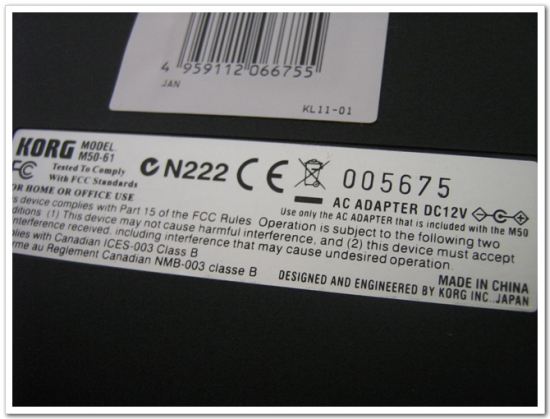 4 959112 066755
JAN
KL11-01
KORG MODEL M50-61
FC Tested To Comply
With FCC Standards
OR HOME OR OFFICE USE
N222 CE 005675
AC ADAPTER DC12V
Use only the AC ADAPTER that is included with the M50
device complies with Part 15 of the FCC Rules. Operation is subject to the following two
(1) This device may not cause harmful interference, and (2) this device must accept
interference received, including interference that may cause undesired operation.
with Canadian ICES-003 Class B
au Reglement Canadian NMB-003 classe B
MADE IN CHINA
DESIGNED AND ENGINEERED BY KORG INC.,JAPAN